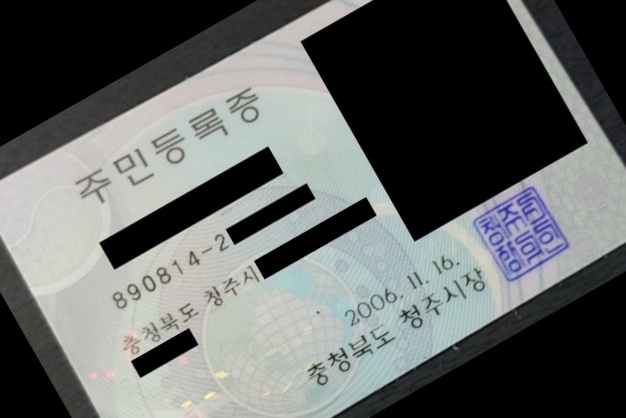 주민등록증
890814-2
충청북도 청주시
2006. 11. 16.
충청북도 청주시장